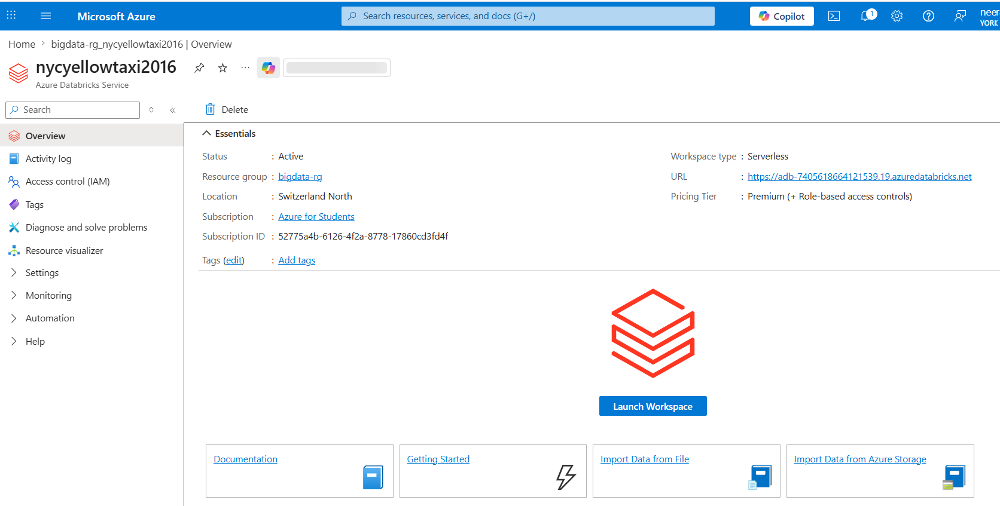 Microsoft Azure
Search resources, services, and docs (G+/)
Copilot
1
neera
YORK
Home > bigdata-rg_nycyellowtaxi2016 | Overview
nycyellowtaxi2016
Azure Databricks Service
Search
Delete
Overview
Activity log
Access control (IAM)
Tags
Diagnose and solve problems
Resource visualizer
Settings
Monitoring
Automation
Help
Essentials
Status : Active
Resource group : bigdata-rg
Location : Switzerland North
Subscription : Azure for Students
Subscription ID : 52775a4b-6126-4f2a-8778-17860cd3fd4f
Tags (edit) : Add tags
Workspace type : Serverless
URL : https://adb-7405618664121539.19.azuredatabricks.net
Pricing Tier : Premium (+ Role-based access controls)
Launch Workspace
Documentation
Getting Started
Import Data from File
Import Data from Azure Storage